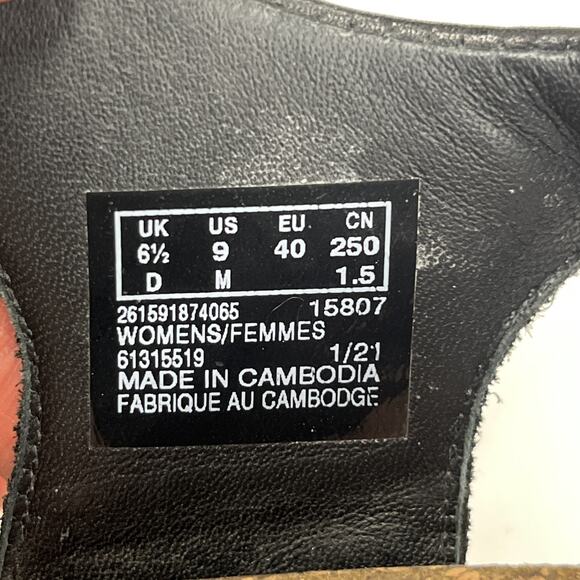 UK US EU CN
6½ 9 40 250
D M 1.5
261591874065 15807
WOMENS/FEMMES
61315519 1/21
MADE IN CAMBODIA
FABRIQUE AU CAMBODGE